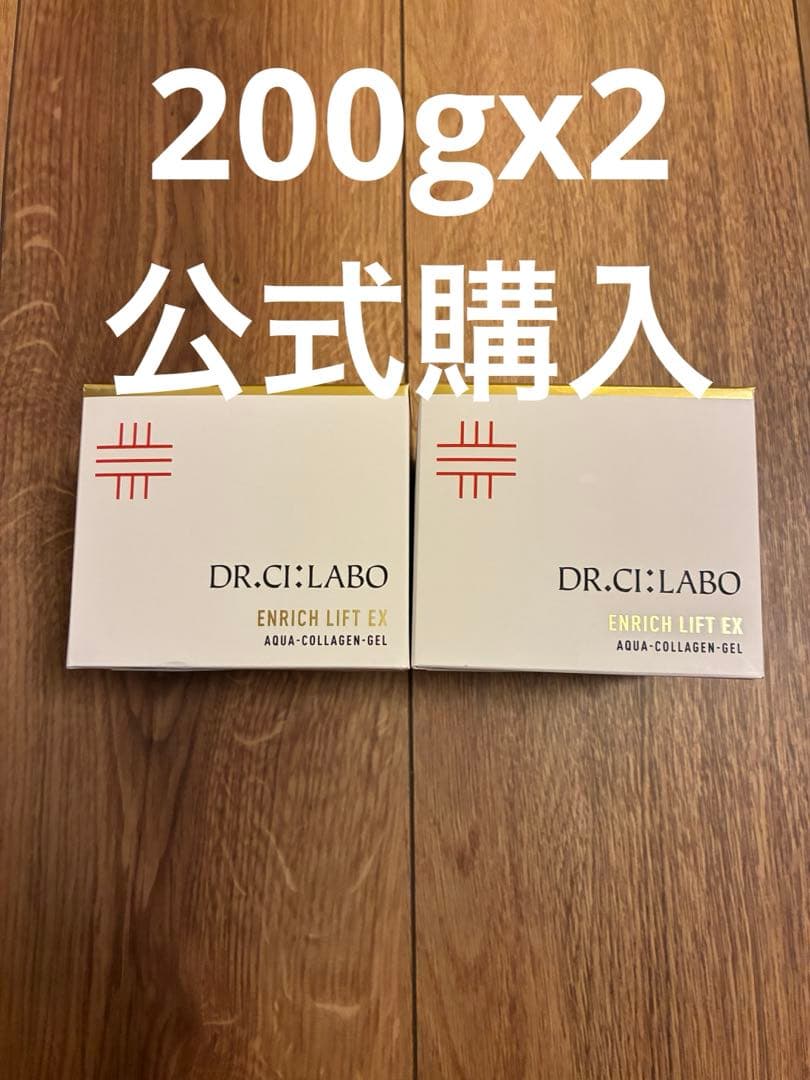 200gx2
公式購入
DR.CI:LABO
ENRICH LIFT EX
AQUA-COLLAGEN-GEL
DR.CI:LABO
ENRICH LIFT EX
AQUA-COLLAGEN-GEL